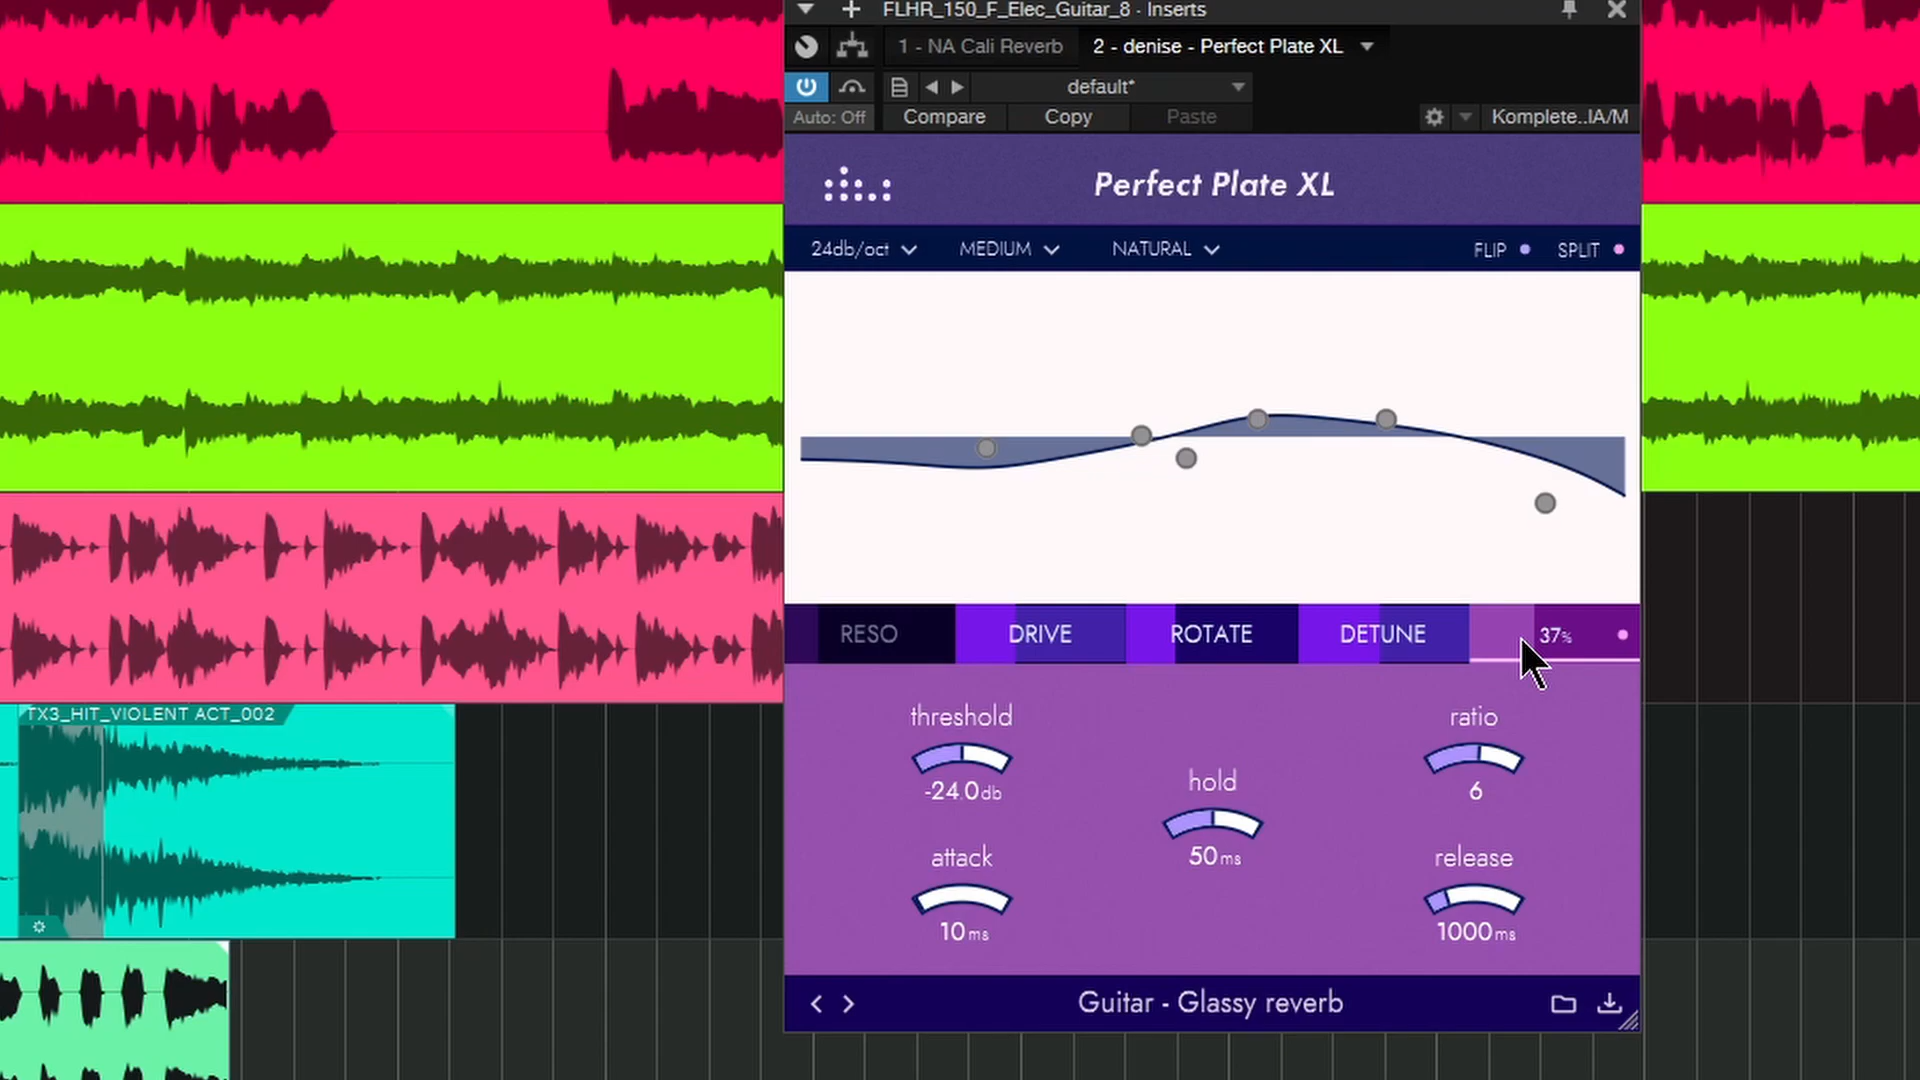 FLHR_150_F_Elec_Guitar_8 - Inserts
1 - NA Cali Reverb
2 - denise - Perfect Plate XL
default*
Auto: Off
Compare
Copy
Paste
Komplete..IA/M
Perfect Plate XL
24db/oct
MEDIUM
NATURAL
FLIP
SPLIT
RESO
DRIVE
ROTATE
DETUNE
37%
threshold
-24.0db
ratio
6
hold
50ms
attack
10ms
release
1000ms
Guitar - Glassy reverb
TX3_HIT_VIOLENT ACT_002